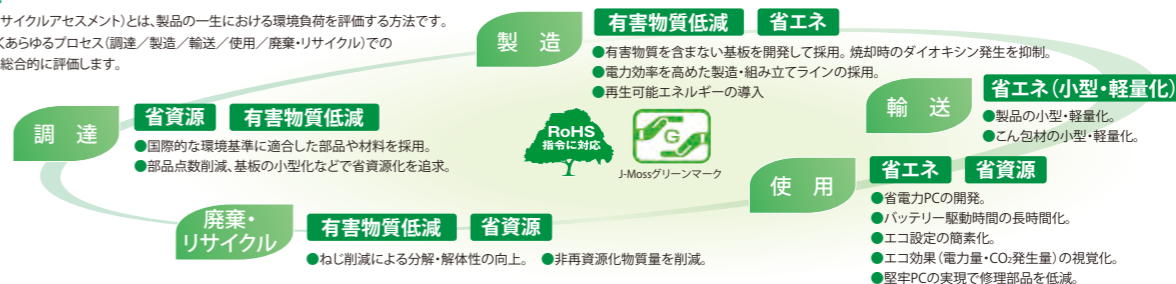 サイクルアセスメント)とは、製品の一生における環境負荷を評価する方法です。
くあらゆるプロセス(調達／製造／輸送／使用／廃棄・リサイクル)での
総合的に評価します。
製 造
有害物質低減 省エネ
●有害物質を含まない基板を開発して採用。焼却時のダイオキシン発生を抑制。
●電力効率を高めた製造・組み立てラインの採用。
●再生可能エネルギーの導入
輸 送
省エネ(小型・軽量化)
●製品の小型・軽量化。
●こん包材の小型・軽量化。
調 達
省資源 有害物質低減
●国際的な環境基準に適合した部品や材料を採用。
●部品点数削減、基板の小型化などで省資源化を追求。
RoHS
指令に対応
G
J-Mossグリーンマーク
使 用
省エネ 省資源
●省電力PCの開発。
●バッテリー駆動時間の長時間化。
●エコ設定の簡素化。
●エコ効果(電力量・CO₂発生量)の視覚化。
●堅牢PCの実現で修理部品を低減。
廃棄・
リサイクル
有害物質低減 省資源
●ねじ削減による分解・解体性の向上。 ●非再資源化物質量を削減。